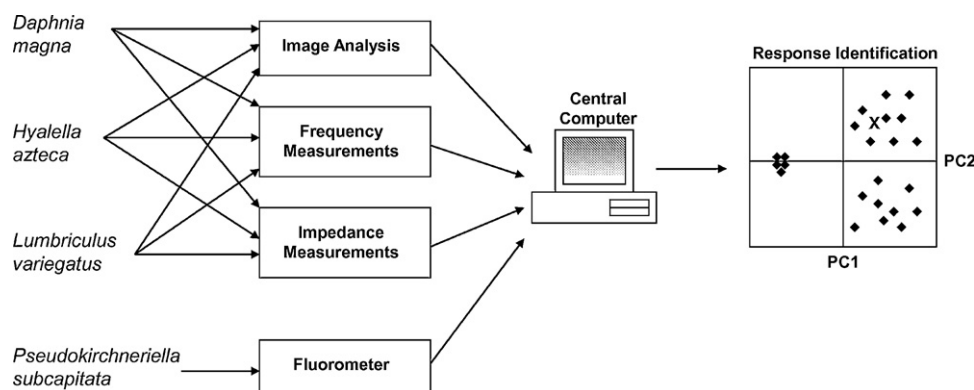 Daphnia
magna
Hyalella
azteca
Lumbriculus
variegatus
Pseudokirchneriella
subcapitata
Image Analysis
Frequency
Measurements
Impedance
Measurements
Fluorometer
Central
Computer
Response Identification
X
PC2
PC1